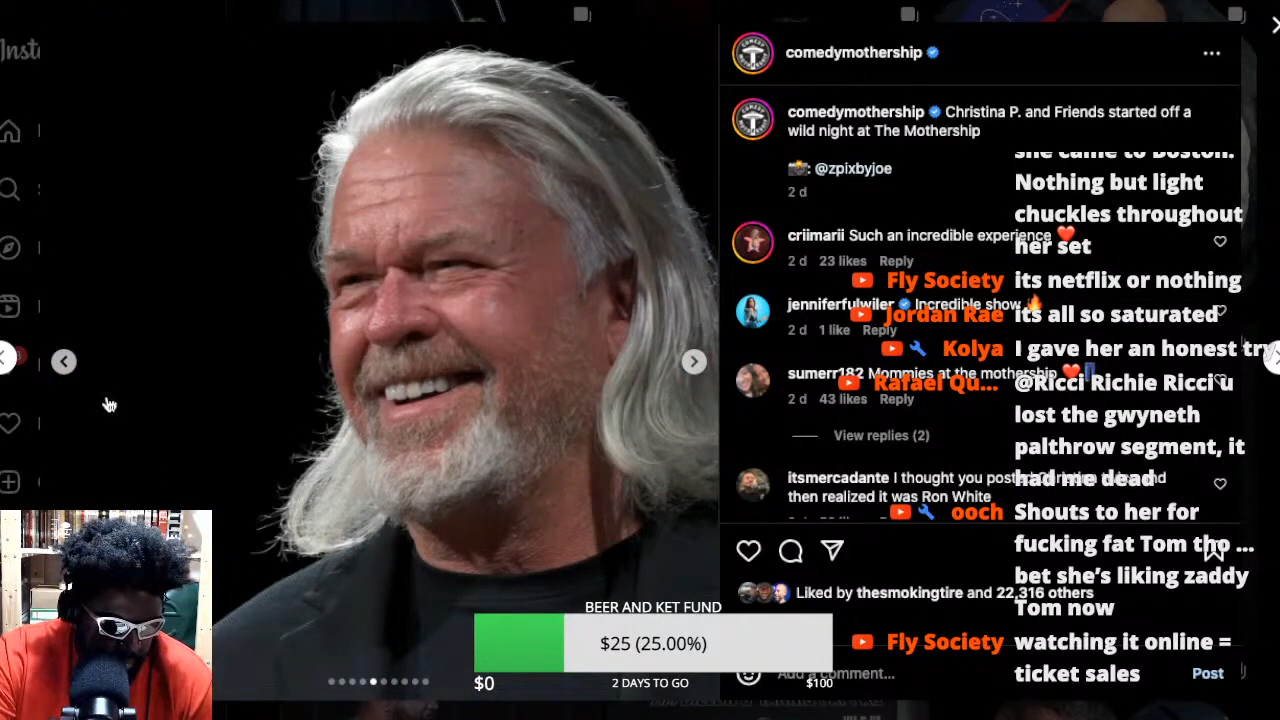 Inst
comedymothership
comedymothership Christina P. and Friends started off a
wild night at The Mothership
📸: @zpixbyjoe
2 d
she came to Boston.
Nothing but light
chuckles throughout
her set
criimarii Such an incredible experience ❤️
2 d 23 likes Reply
Fly Society its netflix or nothing
jenniferfulwiler Incredible show 🔥
Jordan Rae its all so saturated
2 d 1 like Reply
Kolya I gave her an honest try
sumerr182 Mommies at the mothership
Rafael Qu... @Ricci Richie Ricci u
lost the gwyneth
palthrow segment, it
had me dead
2 d 43 likes Reply
View replies (2)
itsmercadante I thought you and
then realized it was Ron White
ooch Shouts to her for
fucking fat Tom tho ...
bet she's liking zaddy
Tom now
Liked by thesmokingtire and 22,316 others
Fly Society watching it online =
ticket sales
Add a comment...
Post
BEER AND KET FUND
$25 (25.00%)
$0
2 DAYS TO GO
$100